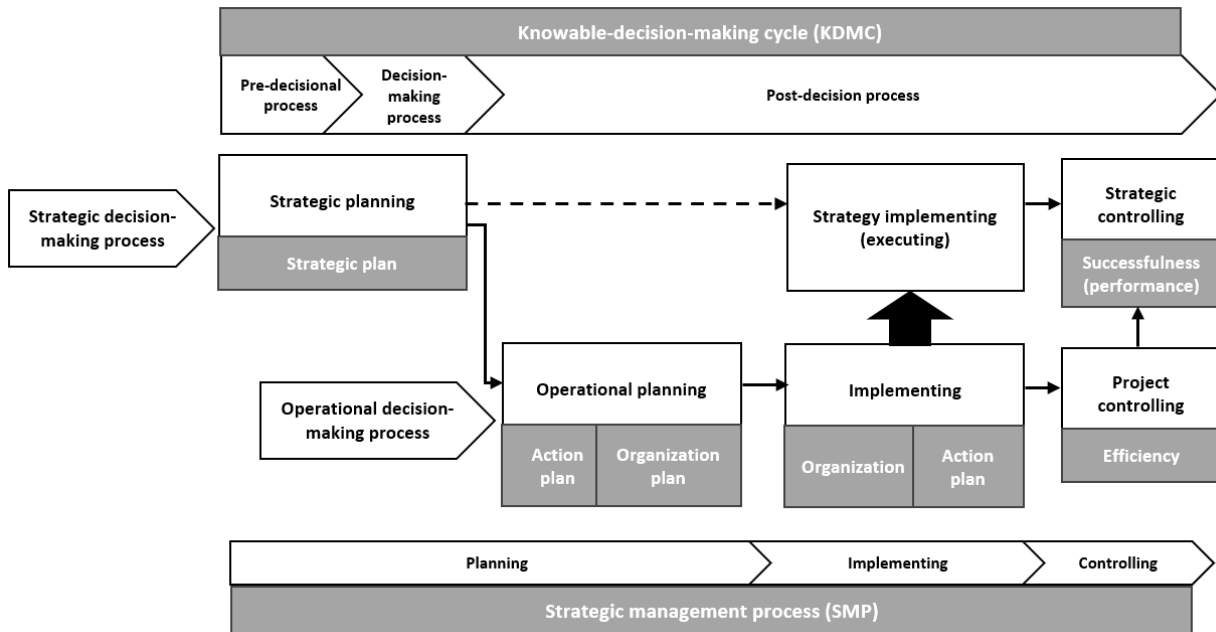 Knowable-decision-making cycle (KDMC)
Pre-decisional
process
Decision-
making
process
Post-decision process
Strategic decision-
making process
Strategic planning
Strategic plan
Strategy implementing
(executing)
Strategic
controlling
Successfulness
(performance)
Operational decision-
making process
Operational planning
Action
plan
Organization
plan
Implementing
Organization
Action
plan
Project
controlling
Efficiency
Planning
Implementing
Controlling
Strategic management process (SMP)